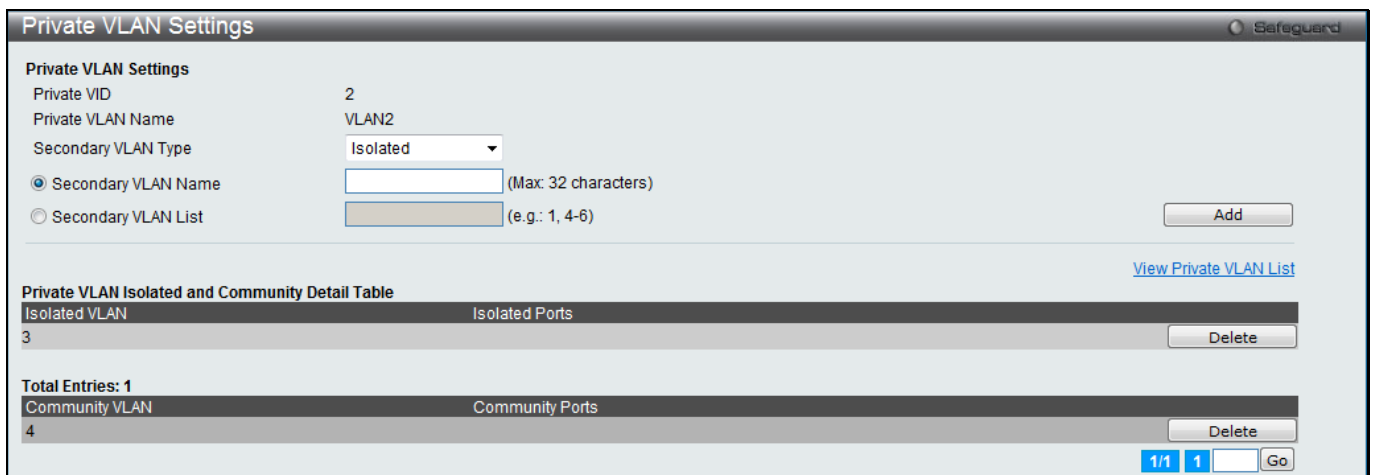 Private VLAN Settings
Safeguard
Private VLAN Settings
Private VID 2
Private VLAN Name VLAN2
Secondary VLAN Type Isolated
Secondary VLAN Name (Max: 32 characters)
Secondary VLAN List (e.g.: 1, 4-6) Add
View Private VLAN List
Private VLAN Isolated and Community Detail Table
Isolated VLAN Isolated Ports
3 Delete
Total Entries: 1
Community VLAN Community Ports
4 Delete
1/1 1 Go